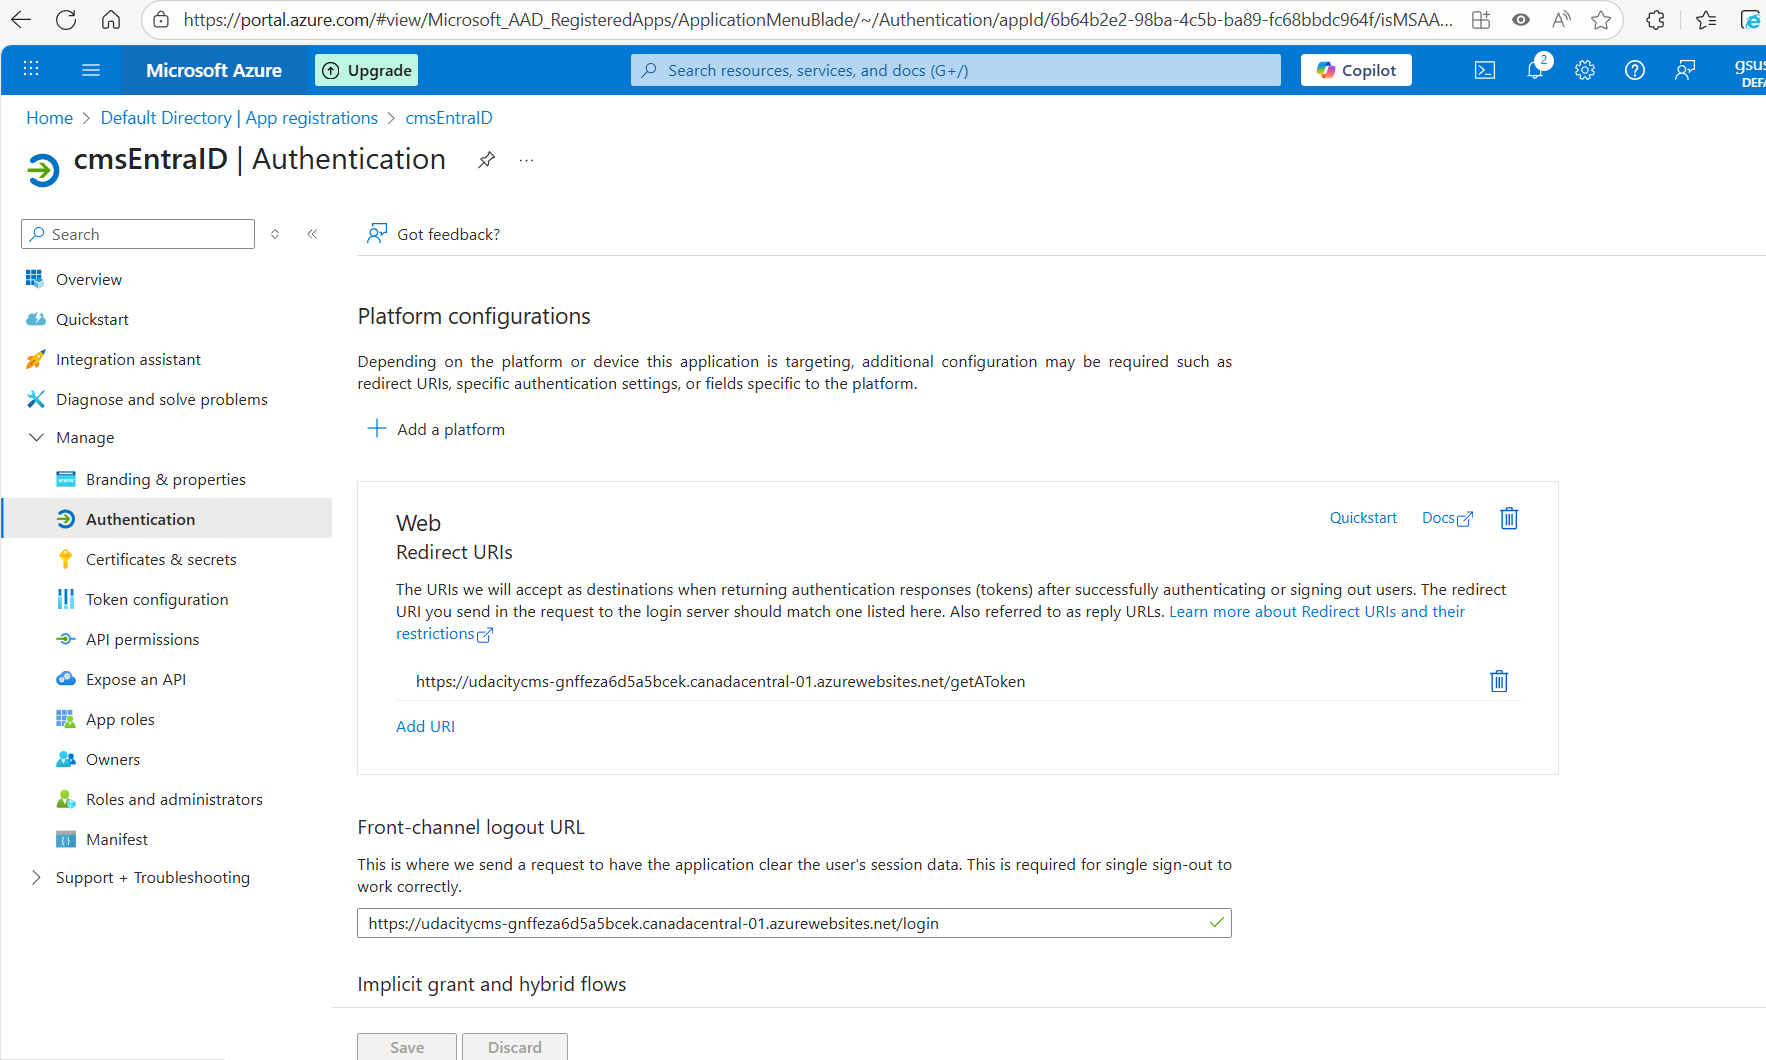 https://portal.azure.com/#view/Microsoft_AAD_RegisteredApps/ApplicationMenuBlade/~/Authentication/appId/6b64b2e2-98ba-4c5b-ba89-fc68bbdc964f/isMSAA...
Microsoft Azure
Upgrade
Search resources, services, and docs (G+/)
Copilot
2
Home > Default Directory | App registrations > cmsEntraID
cmsEntraID | Authentication
Search
Got feedback?
Overview
Quickstart
Integration assistant
Diagnose and solve problems
Manage
Branding & properties
Authentication
Certificates & secrets
Token configuration
API permissions
Expose an API
App roles
Owners
Roles and administrators
Manifest
Support + Troubleshooting
Platform configurations
Depending on the platform or device this application is targeting, additional configuration may be required such as
redirect URIs, specific authentication settings, or fields specific to the platform.
Add a platform
Web
Quickstart
Docs
Redirect URIs
The URIs we will accept as destinations when returning authentication responses (tokens) after successfully authenticating or signing out users. The redirect
URI you send in the request to the login server should match one listed here. Also referred to as reply URLs. Learn more about Redirect URIs and their
restrictions
https://udacitycms-gnffeza6d5a5bcek.canadacentral-01.azurewebsites.net/getAToken
Add URI
Front-channel logout URL
This is where we send a request to have the application clear the user's session data. This is required for single sign-out to
work correctly.
https://udacitycms-gnffeza6d5a5bcek.canadacentral-01.azurewebsites.net/login
Implicit grant and hybrid flows
Save
Discard